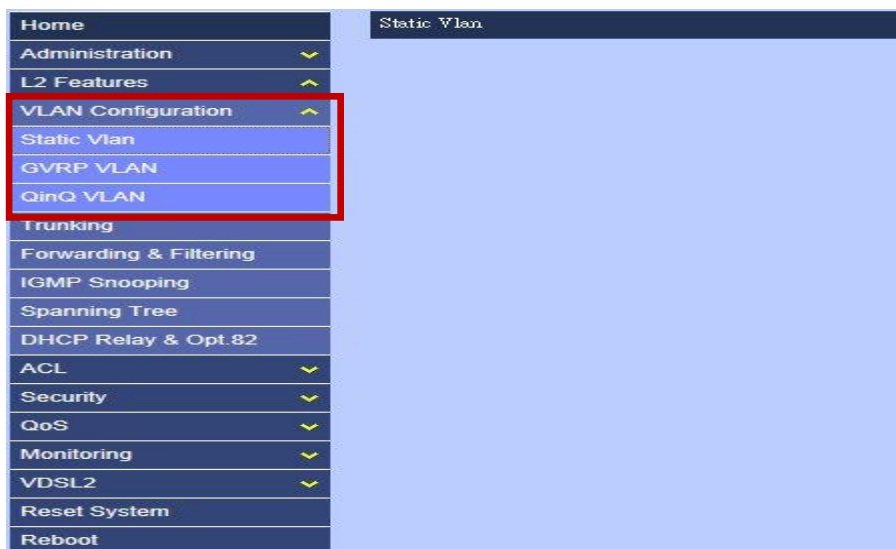 Home
Static Vlan
Administration
L2 Features
VLAN Configuration
Static Vlan
GVRP VLAN
QinQ VLAN
Trunking
Forwarding & Filtering
IGMP Snooping
Spanning Tree
DHCP Relay & Opt.82
ACL
Security
QoS
Monitoring
VDSL2
Reset System
Reboot